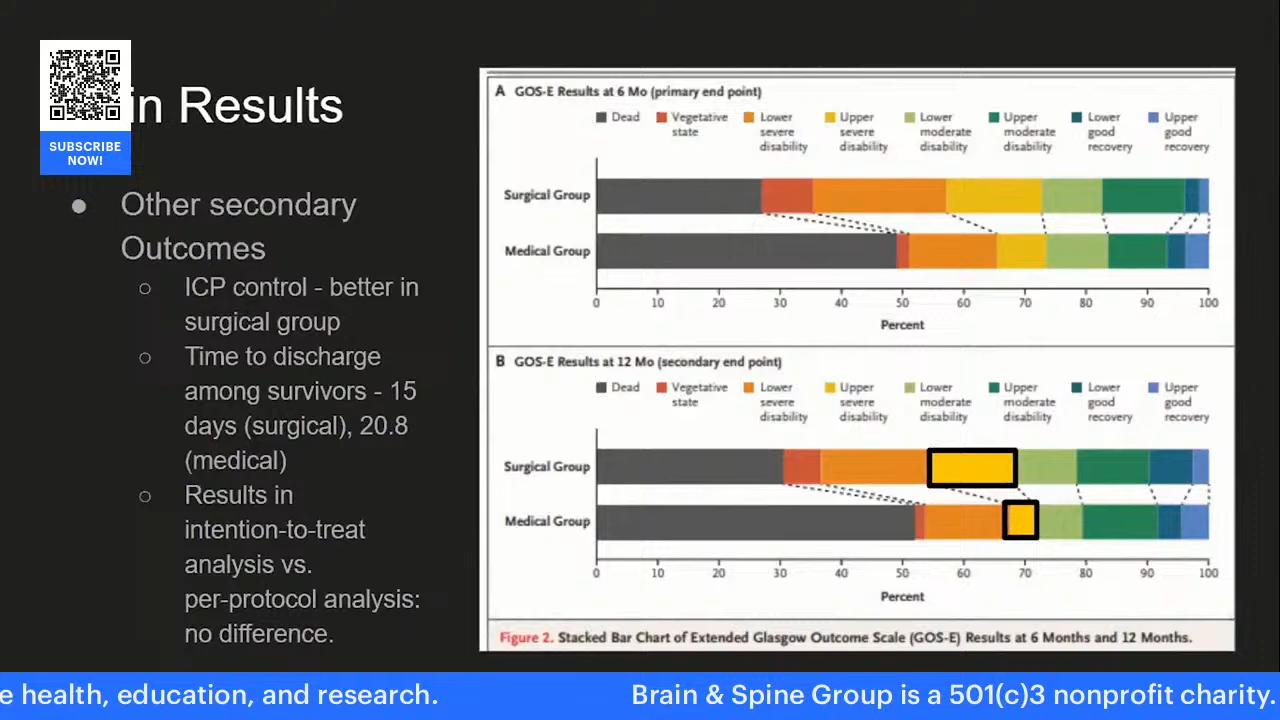 in Results
SUBSCRIBE
NOW!
● Other secondary
Outcomes
○ ICP control - better in
surgical group
○ Time to discharge
among survivors - 15
days (surgical), 20.8
(medical)
○ Results in
intention-to-treat
analysis vs.
per-protocol analysis:
no difference.
A GOS-E Results at 6 Mo (primary end point)
Dead
Vegetative
state
Lower
severe
disability
Upper
severe
disability
Lower
moderate
disability
Upper
moderate
disability
Lower
good
recovery
Upper
good
recovery
Surgical Group
Medical Group
0 10 20 30 40 50 60 70 80 90 100
Percent
B GOS-E Results at 12 Mo (secondary end point)
Dead
Vegetative
state
Lower
severe
disability
Upper
severe
disability
Lower
moderate
disability
Upper
moderate
disability
Lower
good
recovery
Upper
good
recovery
Surgical Group
Medical Group
0 10 20 30 40 50 60 70 80 90 100
Percent
Figure 2. Stacked Bar Chart of Extended Glasgow Outcome Scale (GOS-E) Results at 6 Months and 12 Months.
e health, education, and research. Brain & Spine Group is a 501(c)3 nonprofit charity.